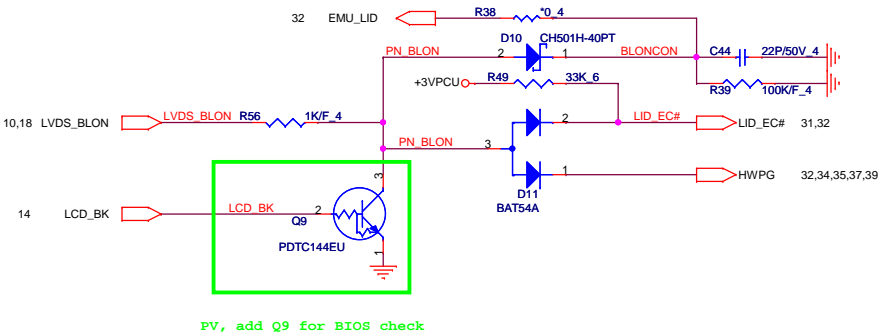 32 EMU_LID R38 *0_4
D10 CH501H-40PT
PN_BLON 2 1 BLONCON C44 22P/50V_4
+3VPCU R49 33K_6
R39 100K/F_4
10,18 LVDS_BLON LVDS_BLON R56 1K/F_4 2 LID_EC# LID_EC# 31,32
PN_BLON 3
1 HWPG 32,34,35,37,39
3
D11
14 LCD_BK LCD_BK 2 BAT54A
Q9
PDTC144EU 1
PV, add Q9 for BIOS check